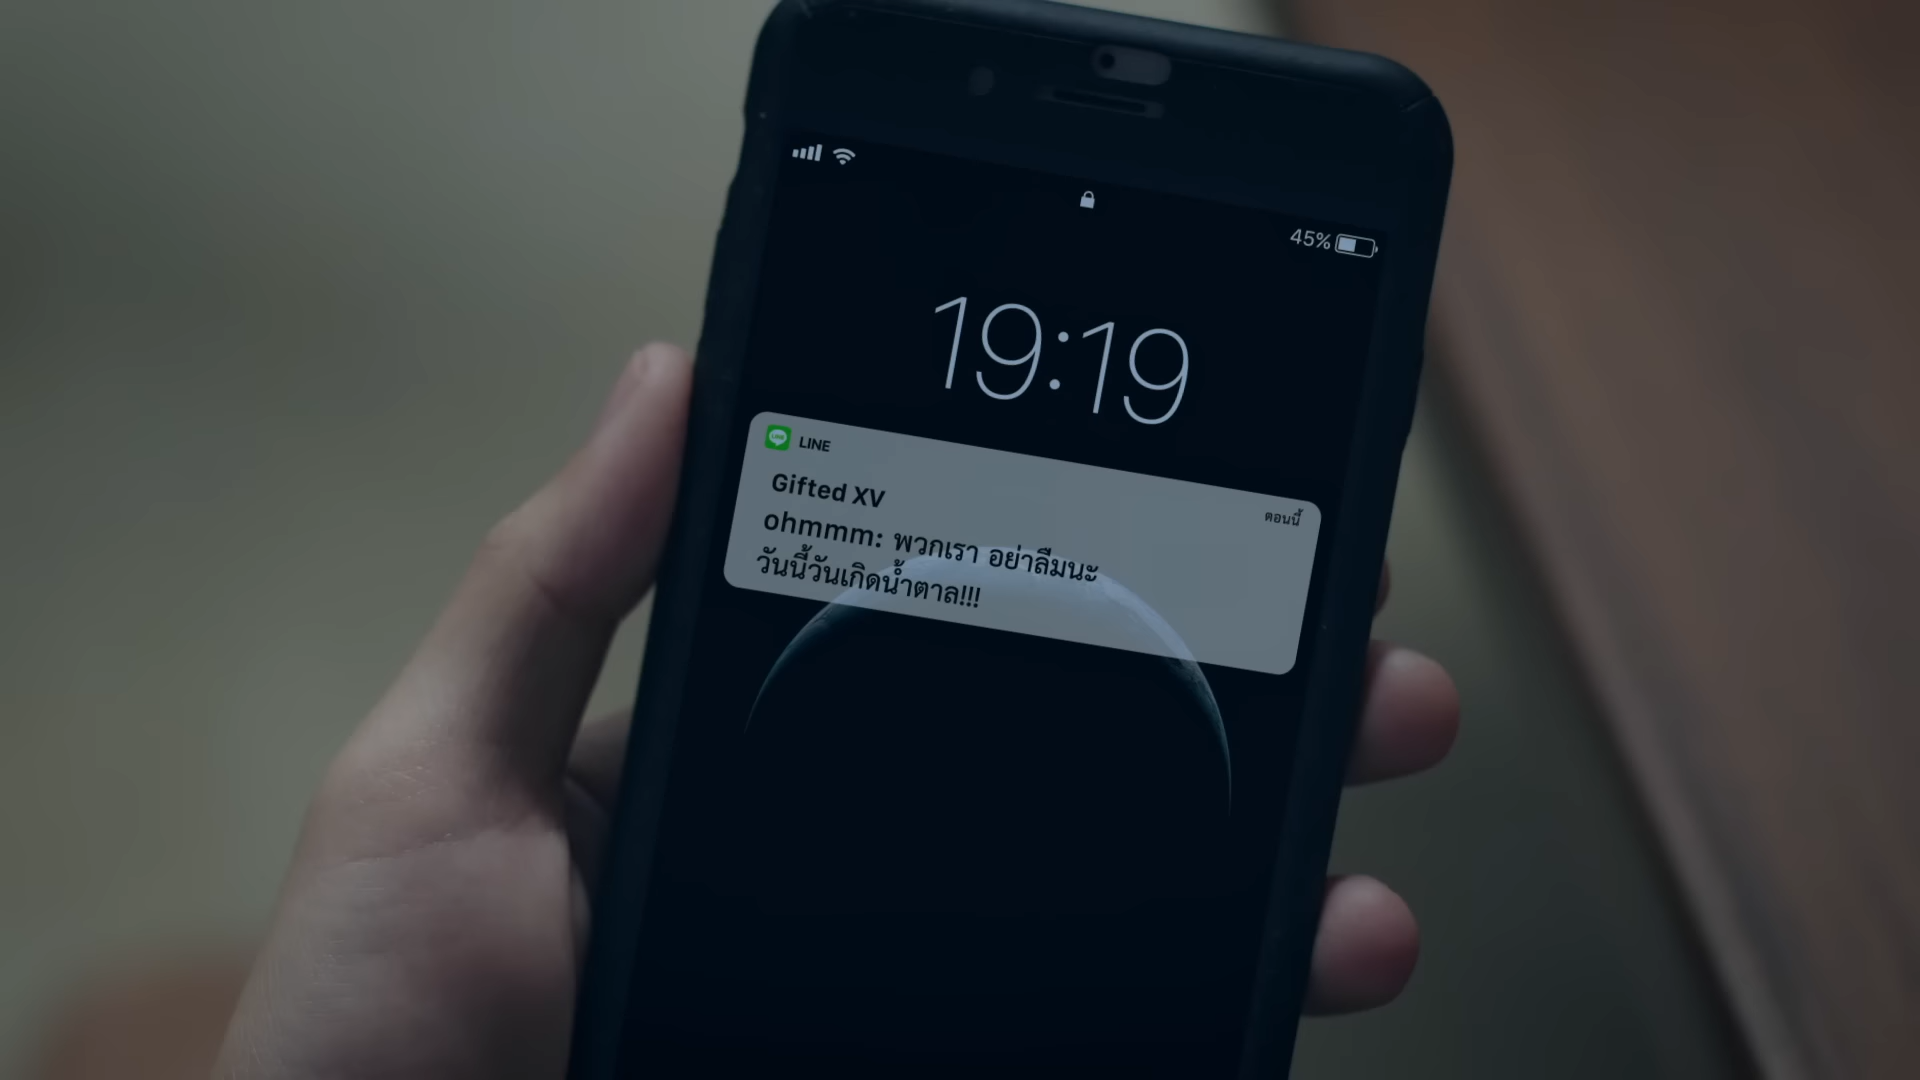 45%
19:19
LINE
Gifted XV
ตอนนี้
ohmmm: พวกเรา อย่าลืมนะ
วันนี้วันเกิดน้ำตาล!!!